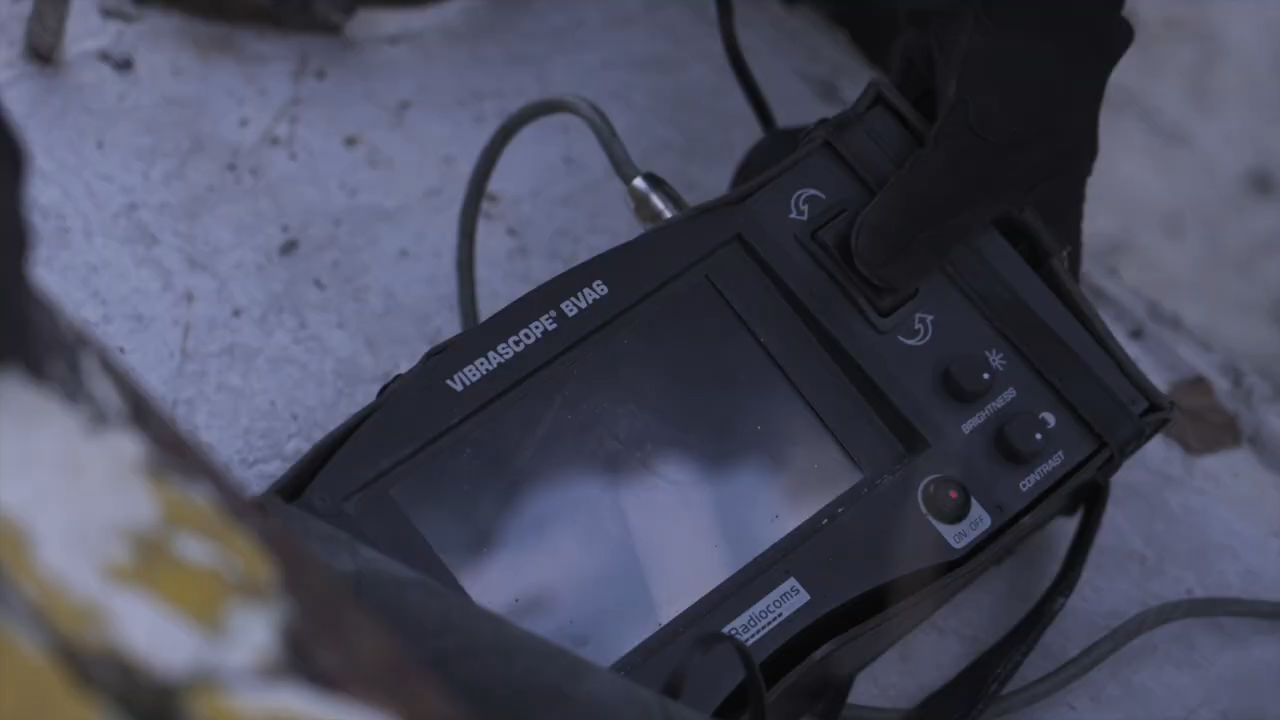 VIBRASCOPE® BVA6
BRIGHTNESS
CONTRAST
ON/OFF
Radiocoms